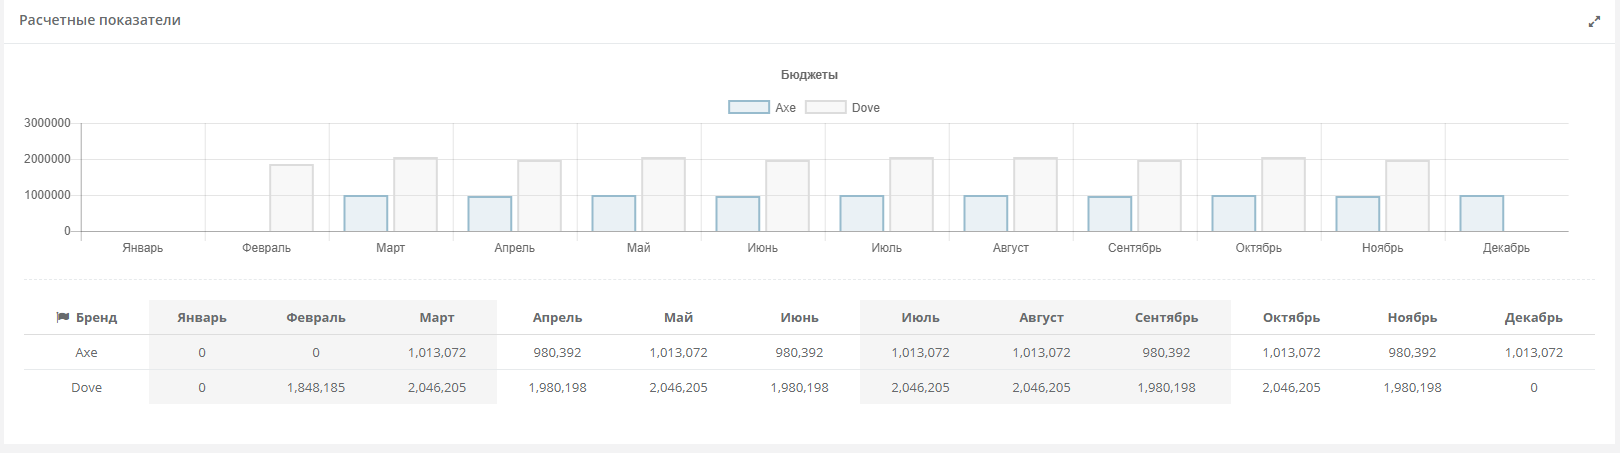 Расчетные показатели
Бюджеты
Axe Dove
3000000
2000000
1000000
0
Январь Февраль Март Апрель Май Июнь Июль Август Сентябрь Октябрь Ноябрь Декабрь
Бренд Январь Февраль Март Апрель Май Июнь Июль Август Сентябрь Октябрь Ноябрь Декабрь
Axe 0 0 1,013,072 980,392 1,013,072 980,392 1,013,072 1,013,072 980,392 1,013,072 980,392 1,013,072
Dove 0 1,848,185 2,046,205 1,980,198 2,046,205 1,980,198 2,046,205 2,046,205 1,980,198 2,046,205 1,980,198 0